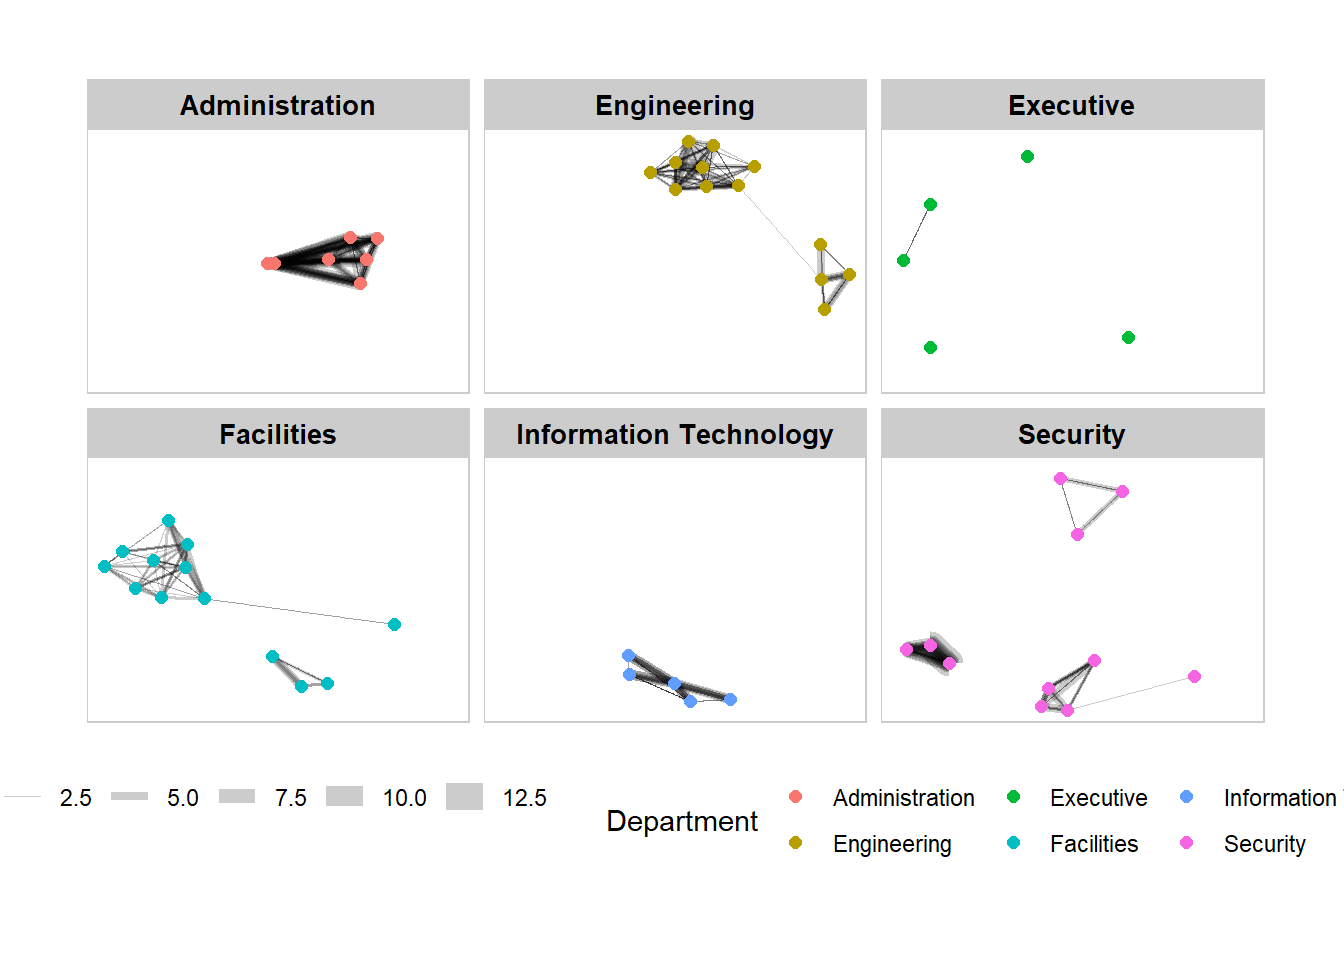 Administration
Engineering
Executive
Facilities
Information Technology
Security
2.5 5.0 7.5 10.0 12.5
Department
Administration Executive Information
Engineering Facilities Security